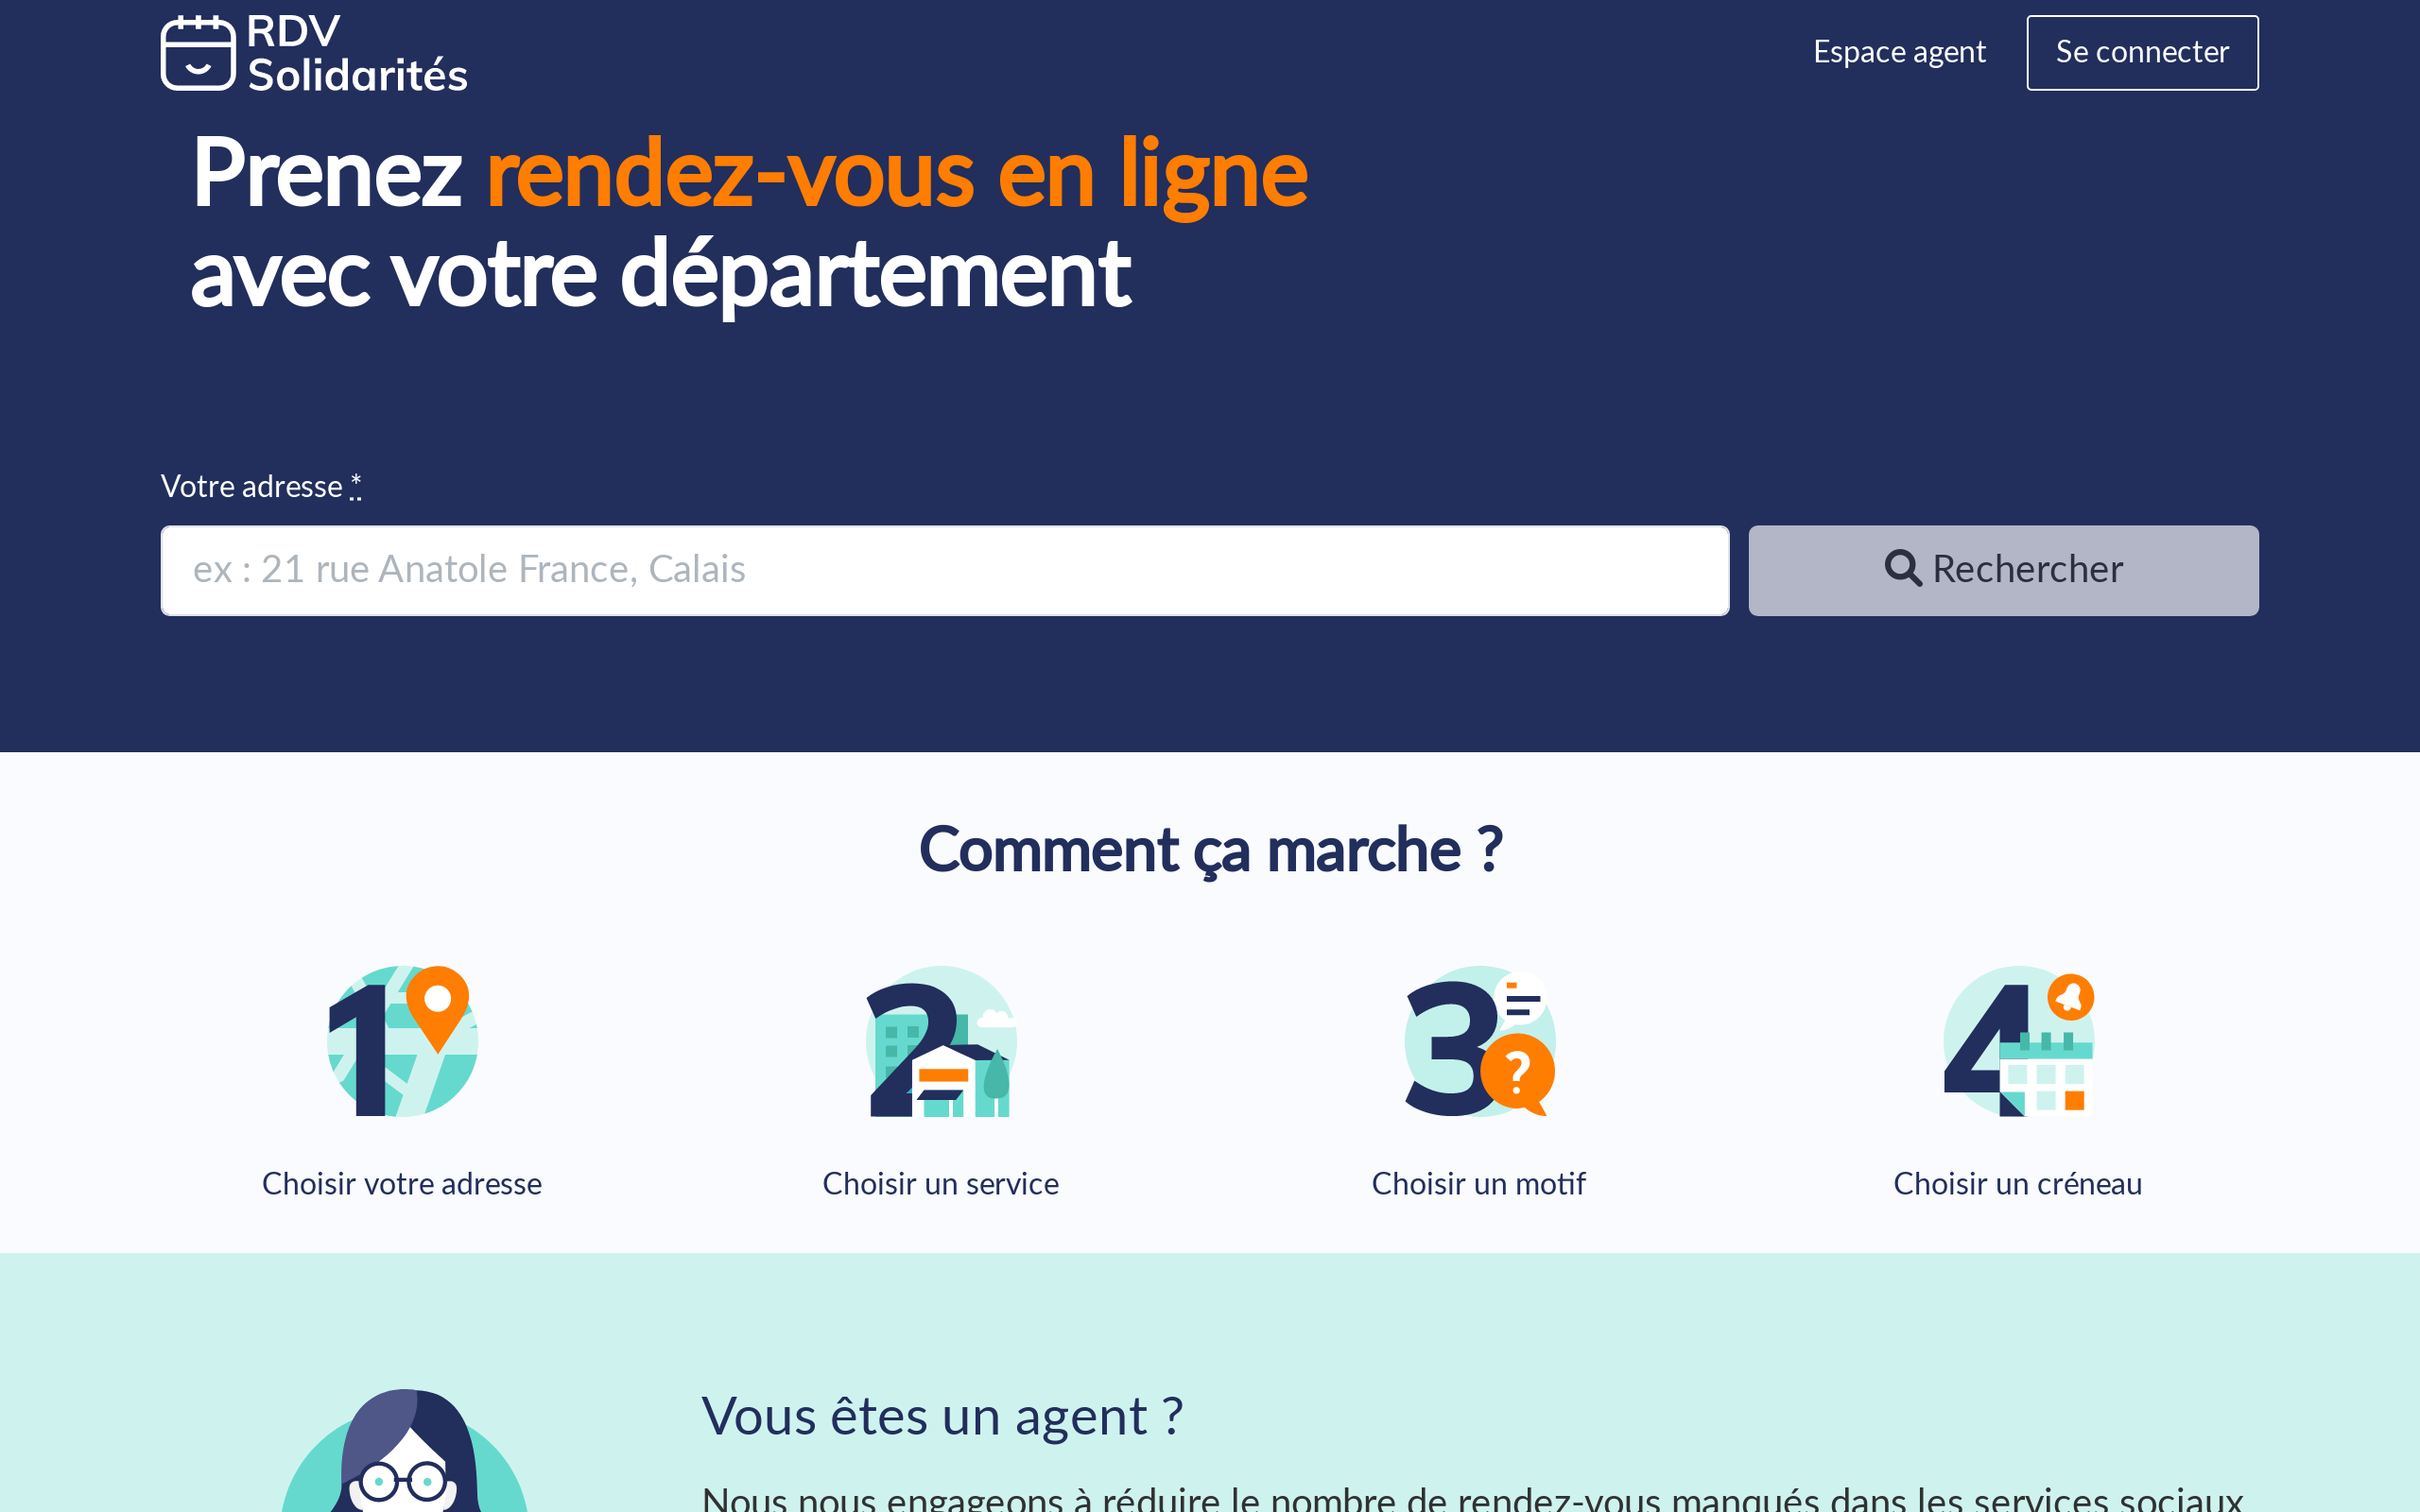 RDV
Solidarités
Espace agent
Se connecter
Prenez rendez-vous en ligne
avec votre département
Votre adresse *
ex : 21 rue Anatole France, Calais
Rechercher
Comment ça marche ?
1
2
3
?
4
Choisir votre adresse
Choisir un service
Choisir un motif
Choisir un créneau
Vous êtes un agent ?
Nous nous engageons à réduire le nombre de rendez-vous manqués dans les services sociaux